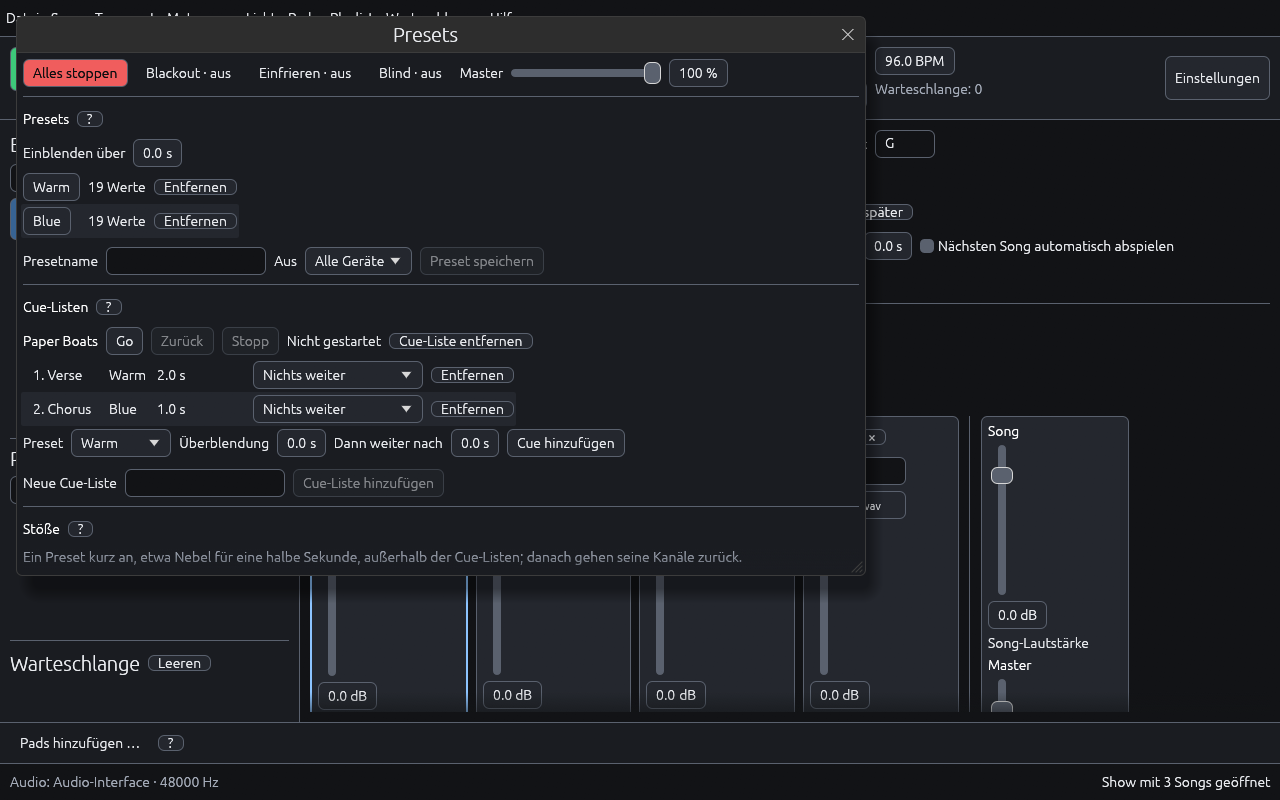 Presets
Alles stoppen Blackout · aus Einfrieren · aus Blind · aus Master 100 %
96.0 BPM
Warteschlange: 0
Einstellungen
Presets ?
Einblenden über 0.0 s
G
Warm 19 Werte Entfernen
Blue 19 Werte Entfernen
später
0.0 s Nächsten Song automatisch abspielen
Presetname Aus Alle Geräte Preset speichern
Cue-Listen ?
Paper Boats Go Zurück Stopp Nicht gestartet Cue-Liste entfernen
1. Verse Warm 2.0 s Nichts weiter Entfernen
2. Chorus Blue 1.0 s Nichts weiter Entfernen
Preset Warm Überblendung 0.0 s Dann weiter nach 0.0 s Cue hinzufügen
Neue Cue-Liste Cue-Liste hinzufügen
Stöße ?
Ein Preset kurz an, etwa Nebel für eine halbe Sekunde, außerhalb der Cue-Listen; danach gehen seine Kanäle zurück.
×
wav
Song
0.0 dB
Song-Lautstärke
Master
Warteschlange Leeren
0.0 dB 0.0 dB 0.0 dB 0.0 dB
Pads hinzufügen … ?
Audio: Audio-Interface · 48000 Hz
Show mit 3 Songs geöffnet